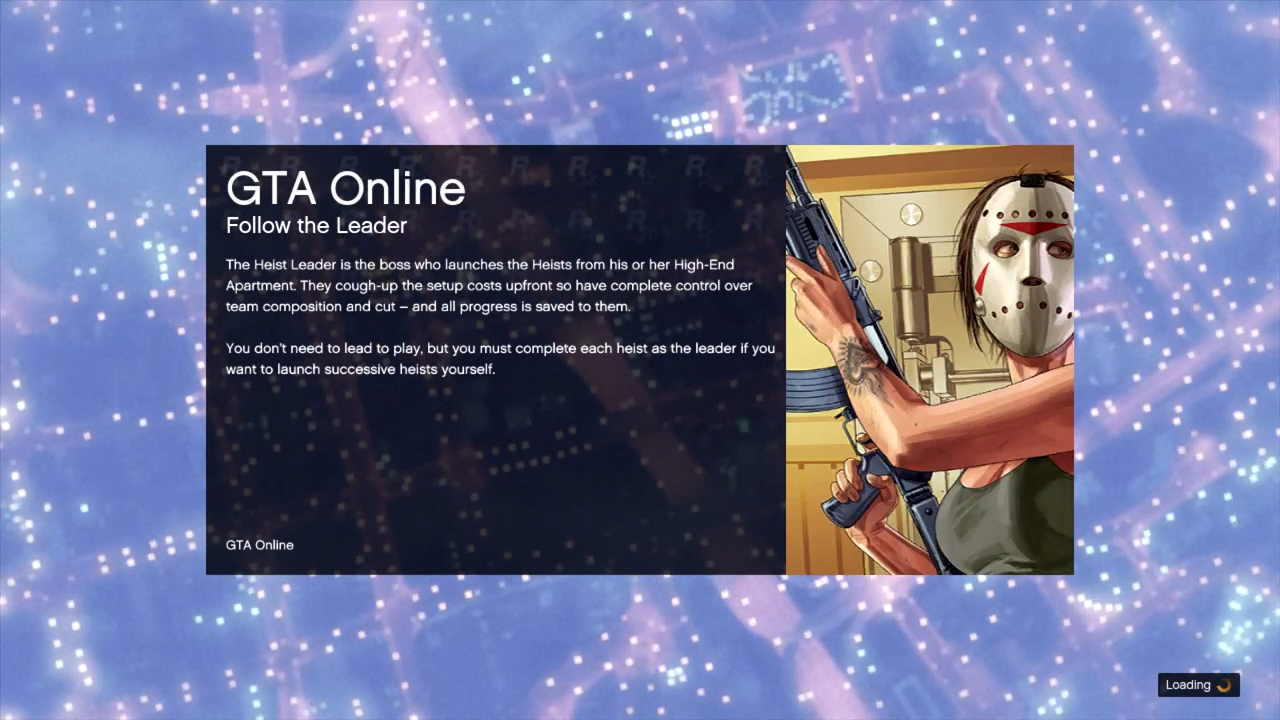 GTA Online
Follow the Leader
The Heist Leader is the boss who launches the Heists from his or her High-End
Apartment. They cough-up the setup costs upfront so have complete control over
team composition and cut – and all progress is saved to them.
You don't need to lead to play, but you must complete each heist as the leader if you
want to launch successive heists yourself.
GTA Online
Loading